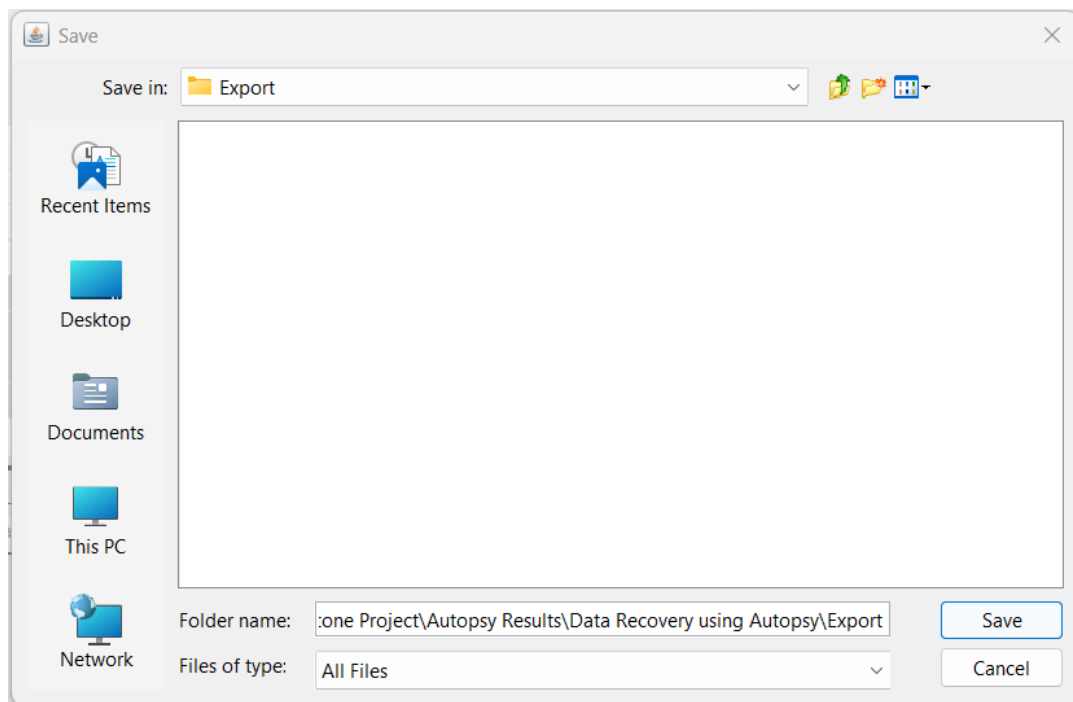 Save
Save in: Export
Recent Items
Desktop
Documents
This PC
Network
Folder name: one Project\Autopsy Results\Data Recovery using Autopsy\Export Save
Files of type: All Files Cancel